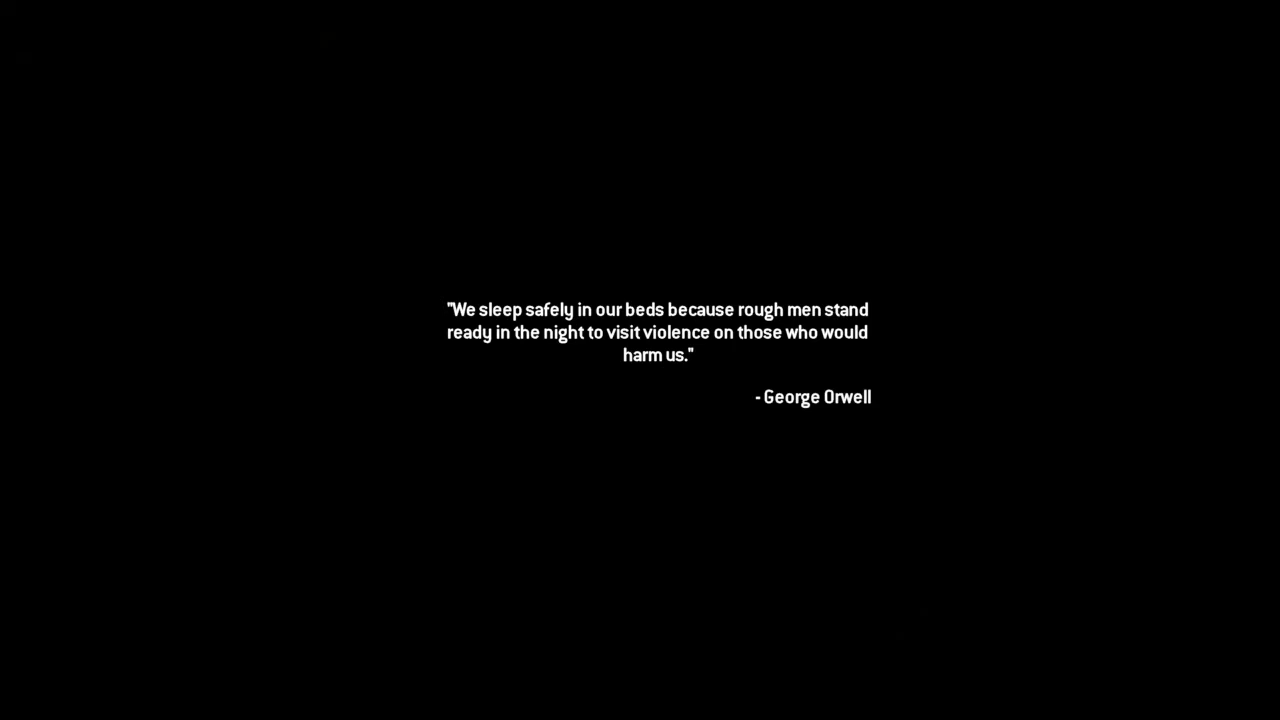 "We sleep safely in our beds because rough men stand
ready in the night to visit violence on those who would
harm us."
- George Orwell